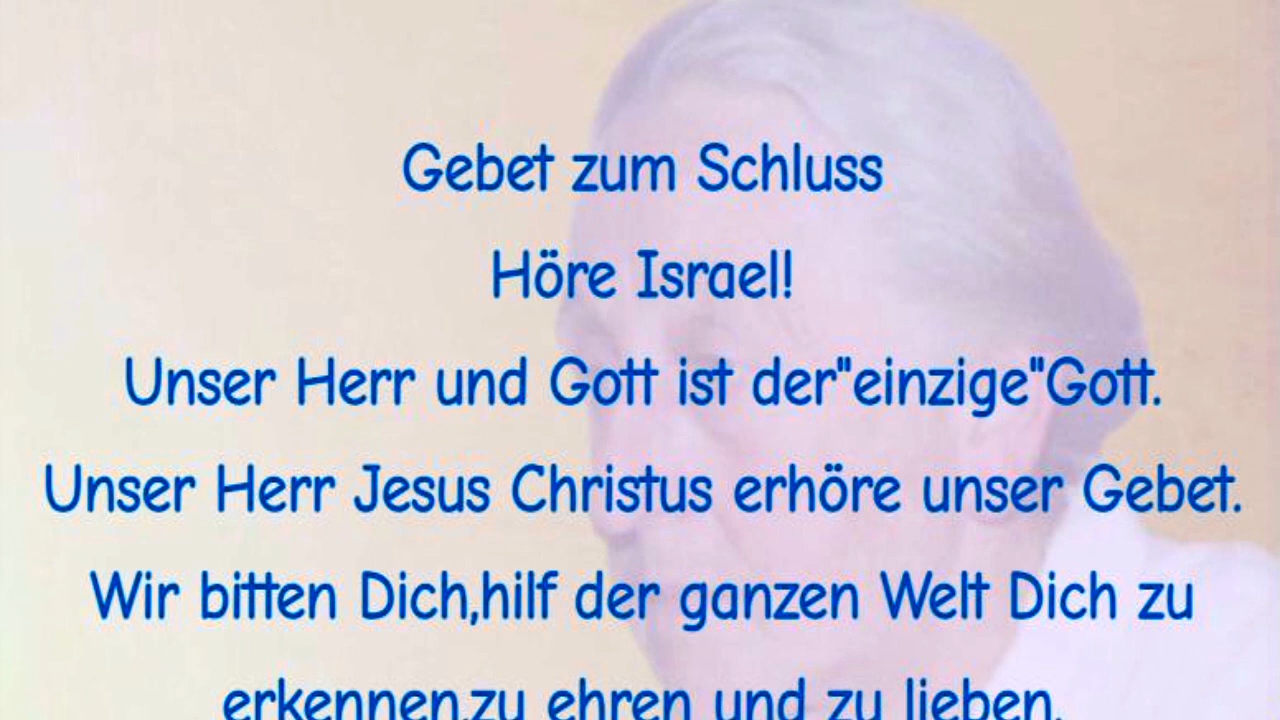 Gebet zum Schluss
Höre Israel!
Unser Herr und Gott ist der"einzige"Gott.
Unser Herr Jesus Christus erhöre unser Gebet.
Wir bitten Dich,hilf der ganzen Welt Dich zu
erkennen,zu ehren und zu lieben.